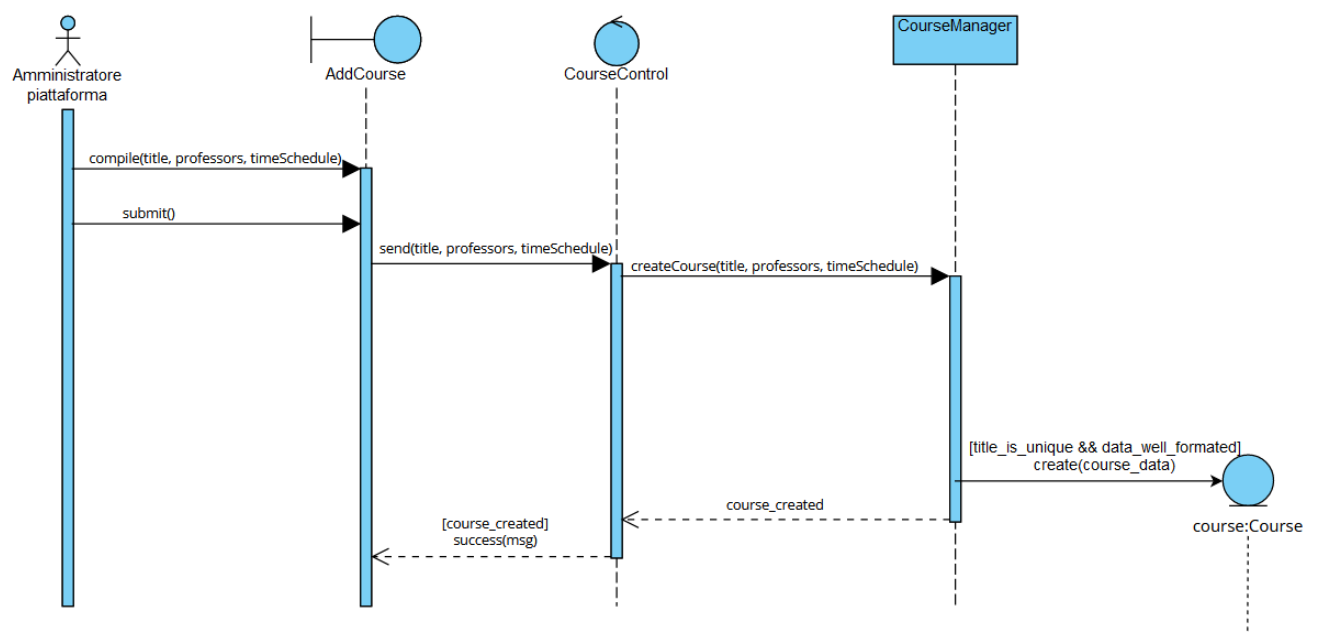 CourseManager
AddCourse
CourseControl
Amministratore
piattaforma
compile(title, professors, timeSchedule)
submit()
send(title, professors, timeSchedule)
createCourse(title, professors, timeSchedule)
[title_is_unique && data_well_formated]
create(course_data)
course_created
[course_created]
success(msg)
course:Course